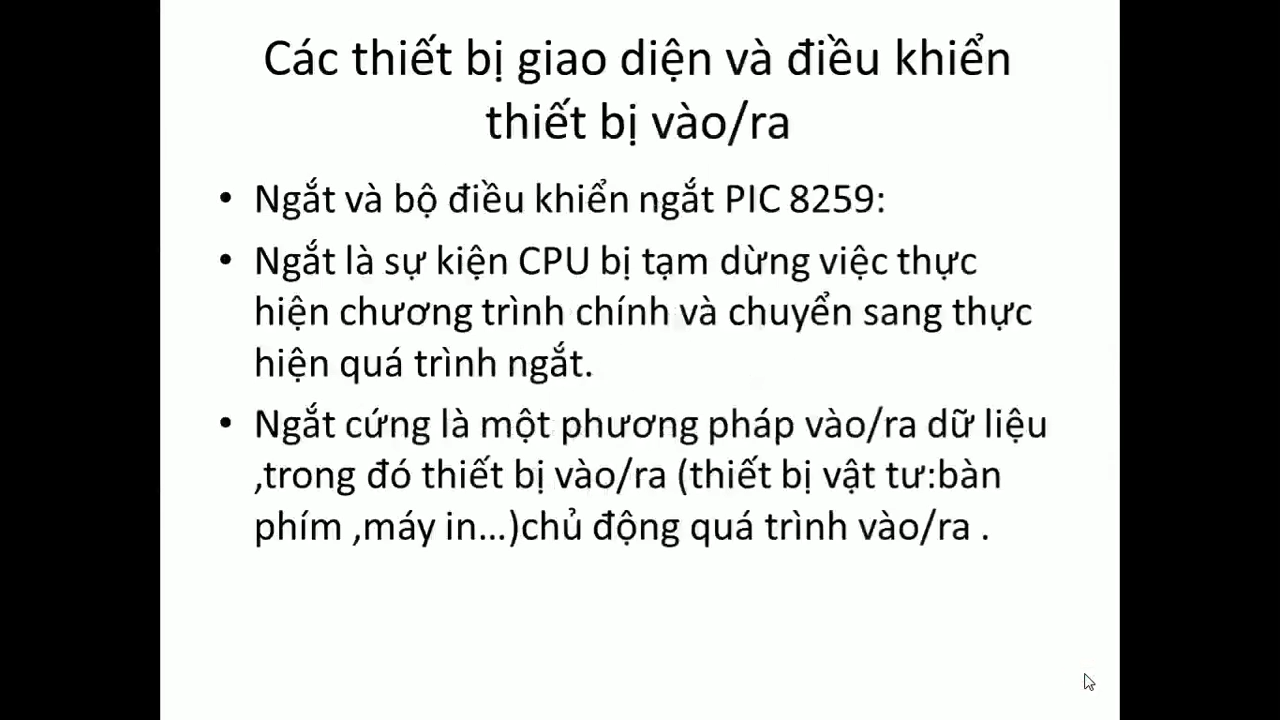 Các thiết bị giao diện và điều khiển
thiết bị vào/ra
• Ngắt và bộ điều khiển ngắt PIC 8259:
• Ngắt là sự kiện CPU bị tạm dừng việc thực
hiện chương trình chính và chuyển sang thực
hiện quá trình ngắt.
• Ngắt cứng là một phương pháp vào/ra dữ liệu
,trong đó thiết bị vào/ra (thiết bị vật tư:bàn
phím ,máy in...)chủ động quá trình vào/ra .